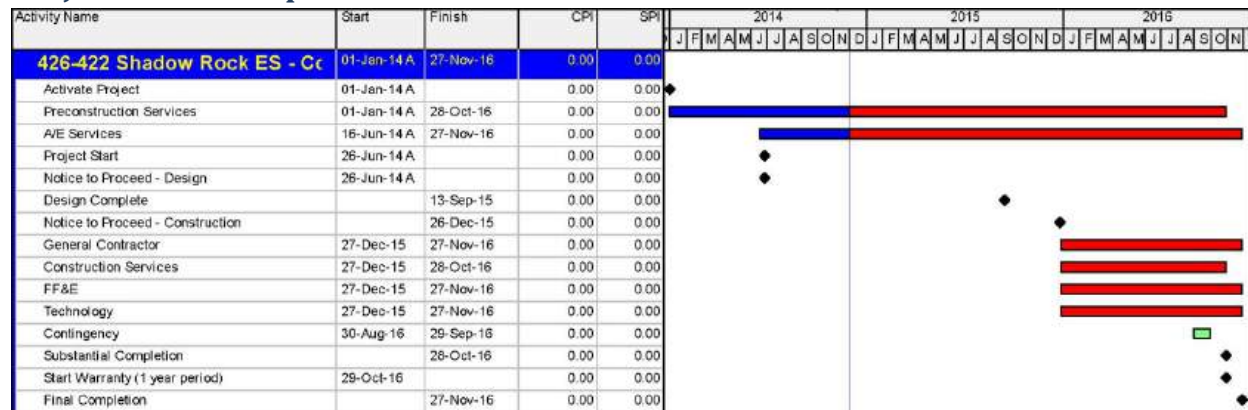 Activity Name Start Finish CPI SPI 2014 2015 2016
J F M A M J J A S O N D J F M A M J J A S O N D J F M A M J J A S O N
426-422 Shadow Rock ES - Cc 01-Jan-14 A 27-Nov-16 0.00 0.00
Activate Project 01-Jan-14 A 0.00 0.00
Preconstruction Services 01-Jan-14 A 28-Oct-16 0.00 0.00
A/E Services 16-Jun-14 A 27-Nov-16 0.00 0.00
Project Start 26-Jun-14 A 0.00 0.00
Notice to Proceed - Design 26-Jun-14 A 0.00 0.00
Design Complete 13-Sep-15 0.00 0.00
Notice to Proceed - Construction 26-Dec-15 0.00 0.00
General Contractor 27-Dec-15 27-Nov-16 0.00 0.00
Construction Services 27-Dec-15 28-Oct-16 0.00 0.00
FF&E 27-Dec-15 27-Nov-16 0.00 0.00
Technology 27-Dec-15 27-Nov-16 0.00 0.00
Contingency 30-Aug-16 29-Sep-16 0.00 0.00
Substantial Completion 28-Oct-16 0.00 0.00
Start Warranty (1 year period) 29-Oct-16 0.00 0.00
Final Completion 27-Nov-16 0.00 0.00